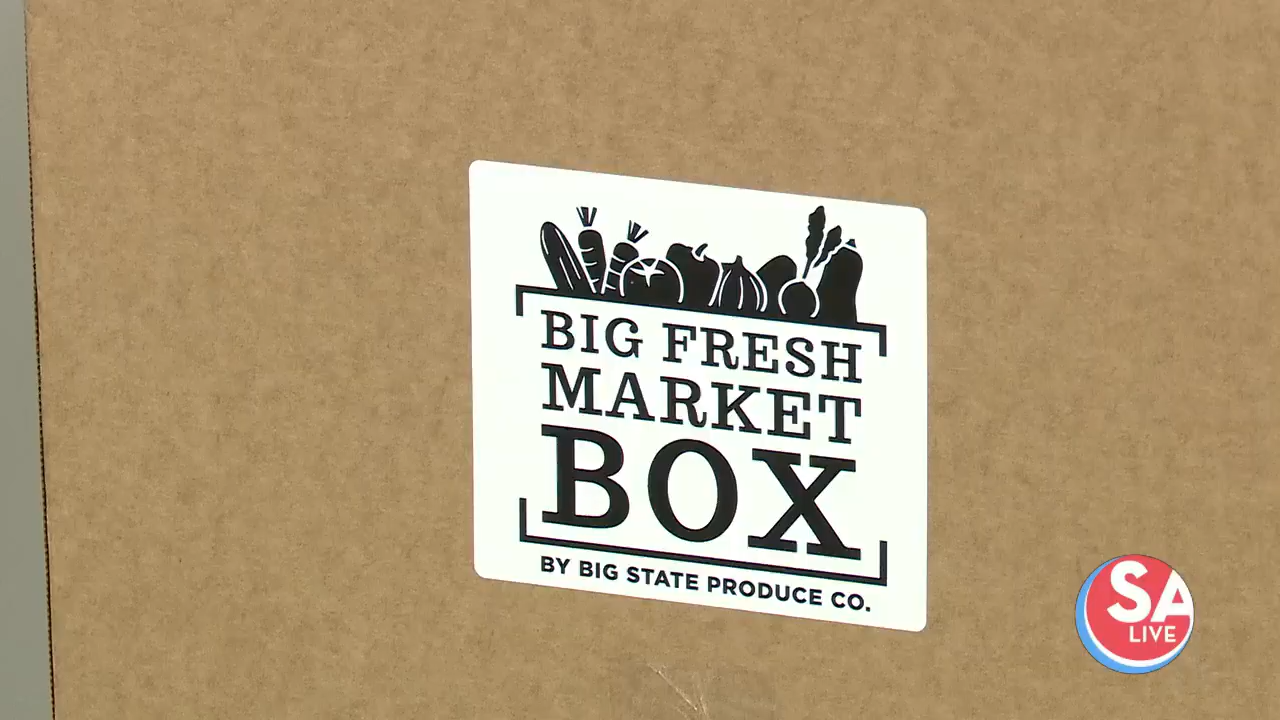 BIG FRESH
MARKET
BOX
BY BIG STATE PRODUCE CO.
SA
LIVE